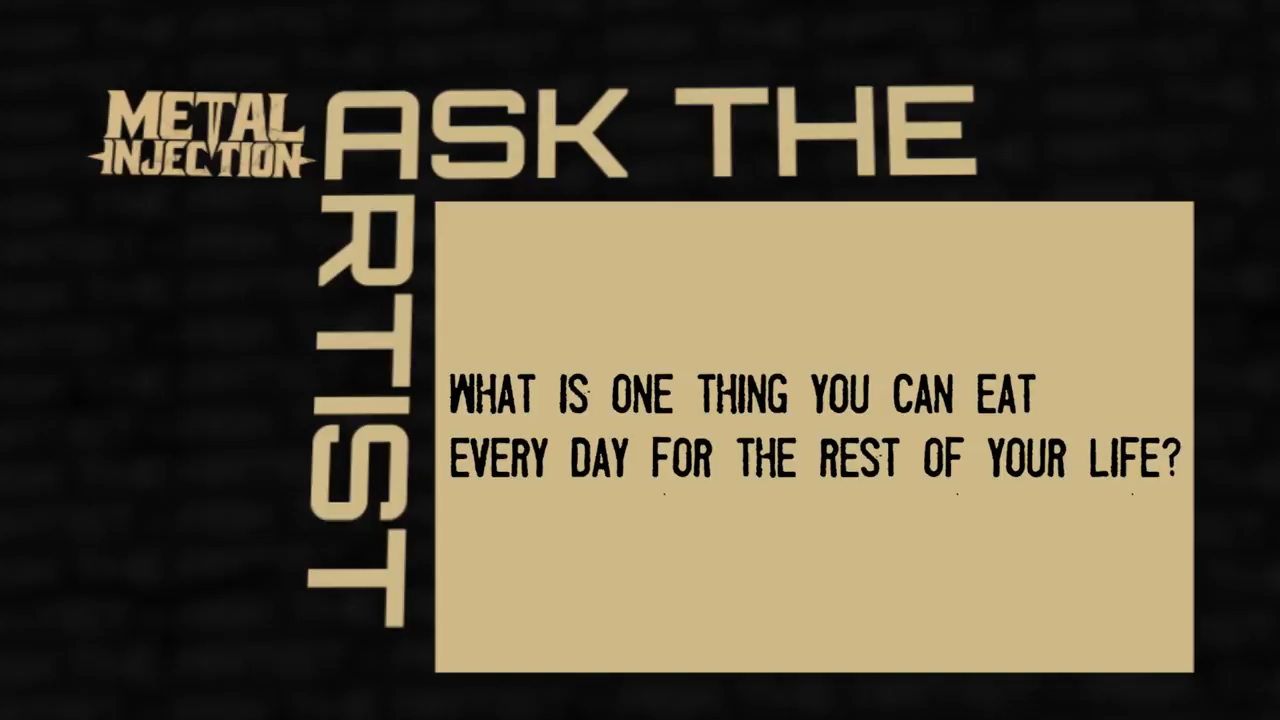 METAL
INJECTION
ASK THE
ARTIST
WHAT IS ONE THING YOU CAN EAT
EVERY DAY FOR THE REST OF YOUR LIFE?